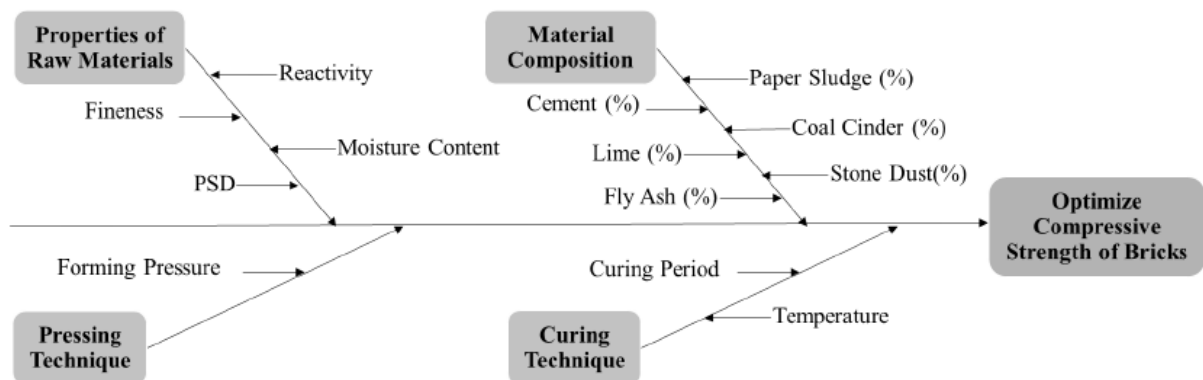 Properties of
Raw Materials
Reactivity
Fineness
Moisture Content
PSD
Material
Composition
Paper Sludge (%)
Cement (%)
Coal Cinder (%)
Lime (%)
Stone Dust(%)
Fly Ash (%)
Optimize
Compressive
Strength of Bricks
Forming Pressure
Pressing
Technique
Curing Period
Temperature
Curing
Technique